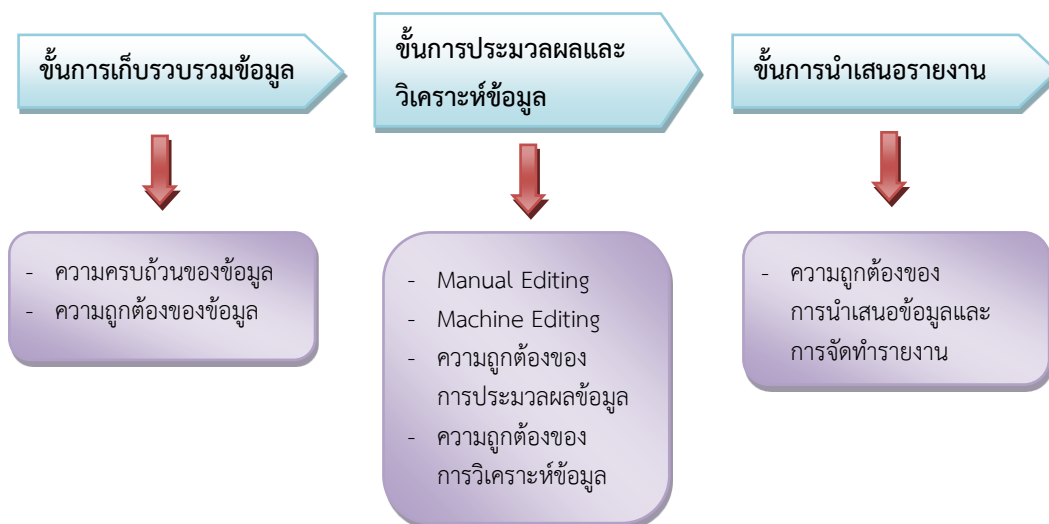 ขั้นการเก็บรวบรวมข้อมูล
ขั้นการประมวลผลและ
วิเคราะห์ข้อมูล
ขั้นการนำเสนอรายงาน
- ความครบถ้วนของข้อมูล
- ความถูกต้องของข้อมูล
- Manual Editing
- Machine Editing
- ความถูกต้องของ
การประมวลผลข้อมูล
- ความถูกต้องของ
การวิเคราะห์ข้อมูล
- ความถูกต้องของ
การนำเสนอข้อมูลและ
การจัดทำรายงาน